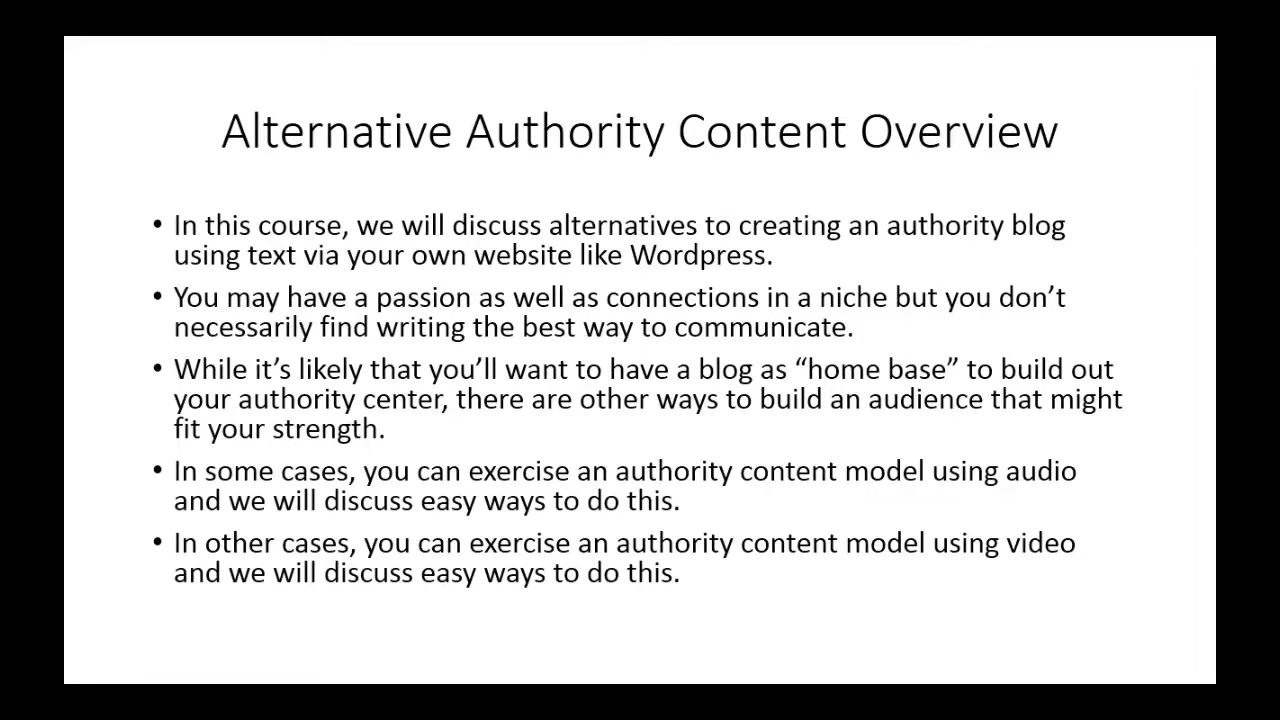 Alternative Authority Content Overview
• In this course, we will discuss alternatives to creating an authority blog
using text via your own website like Wordpress.
• You may have a passion as well as connections in a niche but you don’t
necessarily find writing the best way to communicate.
• While it’s likely that you’ll want to have a blog as “home base” to build out
your authority center, there are other ways to build an audience that might
fit your strength.
• In some cases, you can exercise an authority content model using audio
and we will discuss easy ways to do this.
• In other cases, you can exercise an authority content model using video
and we will discuss easy ways to do this.